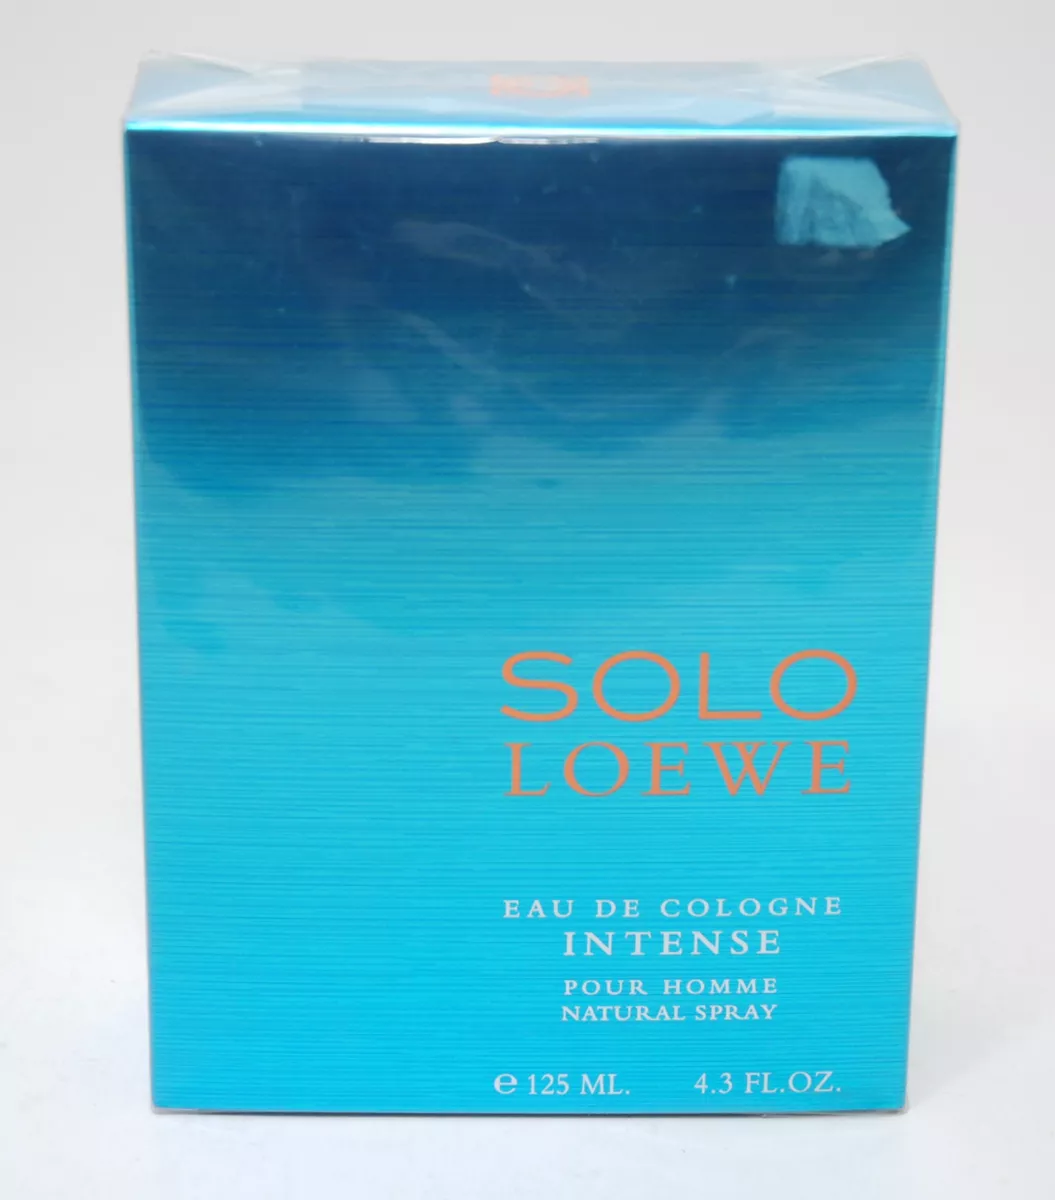 SOLO
LOEWE
EAU DE COLOGNE
INTENSE
POUR HOMME
NATURAL SPRAY
℮ 125 ML. 4.3 FL.OZ.